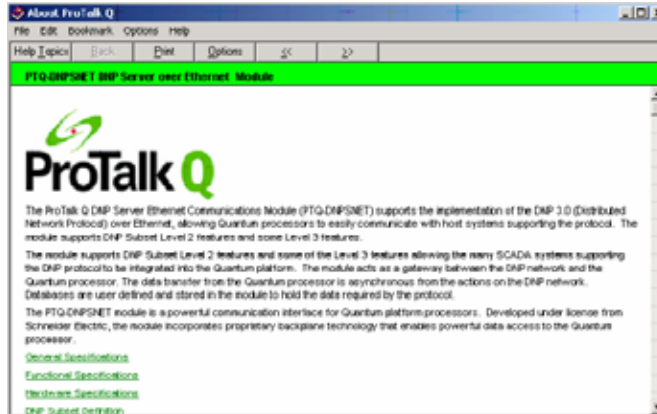 About ProTalk Q
File Edit Bookmark Options Help
Help Topics Back Print Options << >>
PTQ-DNPSNET DNP Server over Ethernet Module
ProTalk Q
The ProTalk Q DNP Server Ethernet Communications Module (PTQ-DNPSNET) supports the implementation of the DNP 3.0 (Distributed
Network Protocol) over Ethernet, allowing Quantum processors to easily communicate with host systems supporting the protocol. The
module supports DNP Subset Level 2 features and some Level 3 features.
The module supports DNP Subset Level 2 features and some of the Level 3 features allowing the many SCADA systems supporting
the DNP protocol to be integrated into the Quantum platform. The module acts as a gateway between the DNP network and the
Quantum processor. The data transfer from the Quantum processor is asynchronous from the actions on the DNP network.
Databases are user defined and stored in the module to hold the data required by the protocol.
The PTQ-DNPSNET module is a powerful communication interface for Quantum platform processors. Developed under license from
Schneider Electric, the module incorporates proprietary backplane technology that enables powerful data access to the Quantum
processor.
General Specifications
Functional Specifications
Hardware Specifications
DNP Subset Definition